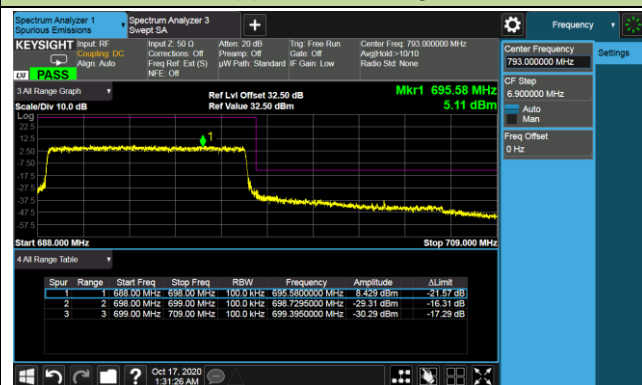 Spectrum Analyzer 1
Spurious Emissions
Spectrum Analyzer 3
Swept SA
+
Frequency
KEYSIGHT
Input: RF
Coupling: DC
Align: Auto
Input Z: 50 Ω
Corrections: Off
Freq Ref: Ext (S)
NFE: Off
Atten: 20 dB
Preamp: Off
µW Path: Standard
Trig: Free Run
Gate: Off
IF Gain: Low
Center Freq: 793.000000 MHz
Avg|Hold:>10/10
Radio Std: None
LXI PASS
Center Frequency
793.000000 MHz
Settings
CF Step
6.900000 MHz
Auto
Man
Freq Offset
0 Hz
3 All Range Graph
Scale/Div 10.0 dB
Ref Lvl Offset 32.50 dB
Ref Value 32.50 dBm
Mkr1 695.58 MHz
5.11 dBm
Log
22.5
12.5
2.50
-7.50
-17.5
-27.5
-37.5
-47.5
-57.5
1
Start 688.000 MHz
Stop 709.000 MHz
4 All Range Table
Spur Range Start Freq Stop Freq RBW Frequency Amplitude ΔLimit
1 1 688.00 MHz 698.00 MHz 100.0 kHz 695.5800000 MHz 8.429 dBm -21.57 dB
2 2 698.00 MHz 699.00 MHz 100.0 kHz 698.7295000 MHz -29.31 dBm -16.31 dB
3 3 699.00 MHz 709.00 MHz 100.0 kHz 699.3950000 MHz -30.29 dBm -17.29 dB
?
Oct 17, 2020
1:31:26 AM